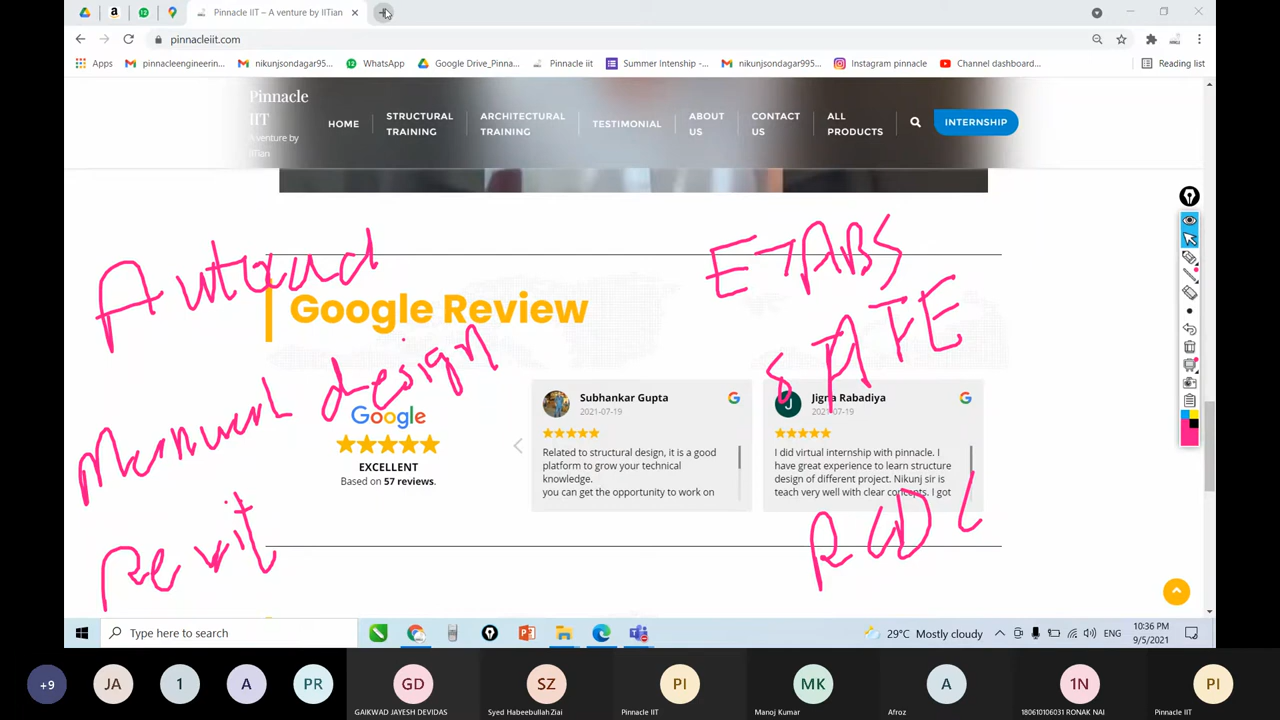 Pinnacle IIT – A venture by IITian
pinnacleiit.com
Apps pinnacleengineerin... nikunjsondagar95... WhatsApp Google Drive_Pinna... Pinnacle iit Summer Intenship -... nikunjsondagar995... Instagram pinnacle Channel dashboard... Reading list
Pinnacle
IIT
A venture by
IITian
HOME
STRUCTURAL
TRAINING
ARCHITECTURAL
TRAINING
TESTIMONIAL
ABOUT
US
CONTACT
US
ALL
PRODUCTS
INTERNSHIP
Autocad
ETABS
Google Review
SAFE
Manual design
Google
EXCELLENT
Based on 57 reviews.
Subhankar Gupta
2021-07-19
Related to structural design, it is a good
platform to grow your technical
knowledge.
you can get the opportunity to work on
J
Jigna Rabadiya
2021-07-19
I did virtual internship with pinnacle. I
have great experience to learn structure
design of different project. Nikunj sir is
teach very well with clear concepts. I got
Revit
Type here to search
29°C Mostly cloudy
ENG
10:36 PM
9/5/2021
+9 JA 1 A PR GD SZ PI MK A 1N PI
GAIKWAD JAYESH DEVIDAS Syed Habeebullah Ziai Pinnacle IIT Manoj Kumar Afroz 180610106031 RONAK NAI Pinnacle IIT